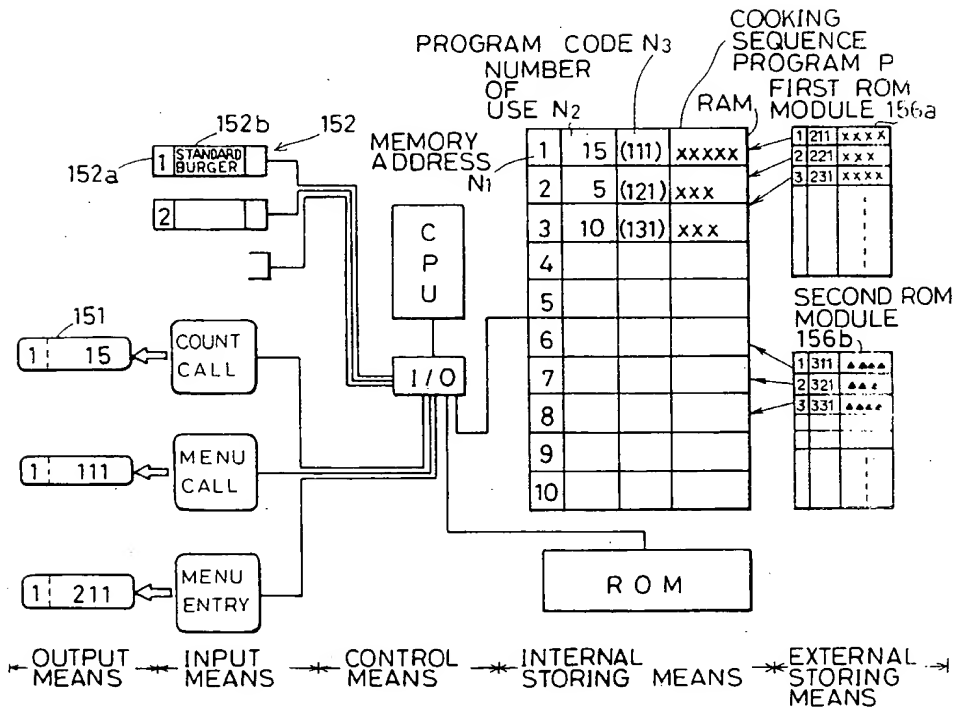 COOKING
SEQUENCE
PROGRAM P
PROGRAM CODE N3
NUMBER
OF
USE N2
FIRST ROM
MODULE 156a
RAM
MEMORY
ADDRESS
N1
152b
152
152a
1 STANDARD
BURGER
2
1 15 (111) xxxxx
2 5 (121) xxx
3 10 (131) xxx
4
5
6
7
8
9
10
1 211 xxxx
2 221 xxx
3 231 xxxx
SECOND ROM
MODULE
156b
1 311 ▲▲▲▲
2 321
3 331
CPU
I/O
151
1 15
COUNT
CALL
1 111
MENU
CALL
1 211
MENU
ENTRY
ROM
OUTPUT
MEANS
INPUT
MEANS
CONTROL
MEANS
INTERNAL
STORING MEANS
EXTERNAL
STORING
MEANS